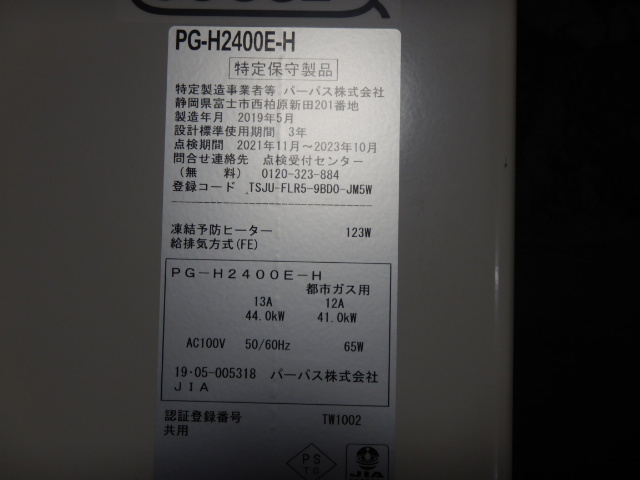 PG-H2400E-H
特定保守製品
特定製造事業者等 パーパス株式会社
静岡県富士市西柏原新田201番地
製造年月 2019年5月
設計標準使用期間 3年
点検期間 2021年11月~2023年10月
問合せ連絡先 点検受付センター
(無 料) 0120-323-884
登録コード TSJU-FLR5-9BD0-JM5W
凍結予防ヒーター 123W
給排気方式(FE)
PG-H2400E-H
都市ガス用
13A 12A
44.0kW 41.0kW
AC100V 50/60Hz 65W
19·05-005318 パーパス株式会社
JIA
認証登録番号 TW1002
共用
PS
TG